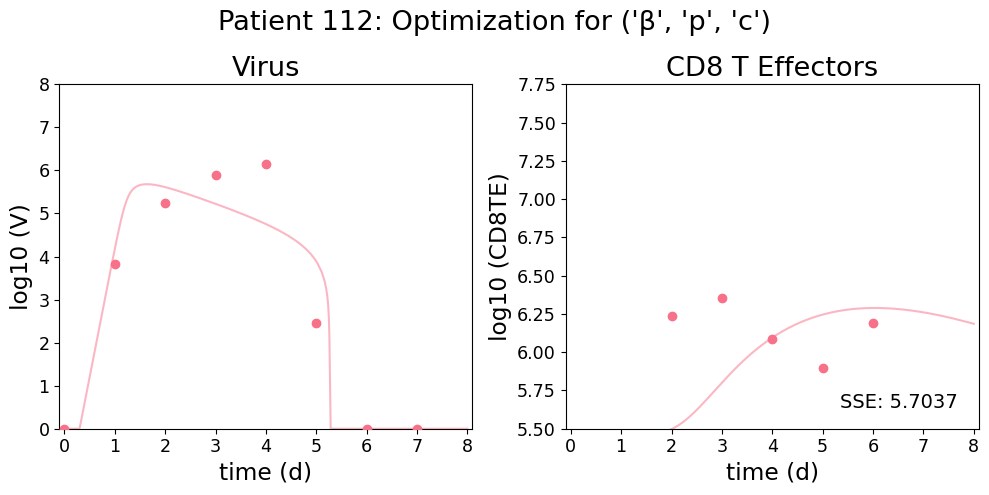 Patient 112: Optimization for ('β', 'p', 'c')
Virus
log10 (V)
8
7
6
5
4
3
2
1
0
0 1 2 3 4 5 6 7 8
time (d)
CD8 T Effectors
log10 (CD8TE)
7.75
7.50
7.25
7.00
6.75
6.50
6.25
6.00
5.75
5.50
SSE: 5.7037
0 1 2 3 4 5 6 7 8
time (d)